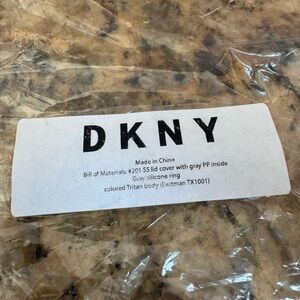 DKNY
Made in China
Bill of Materials: #201 SS lid cover with gray PP inside
Gray silicone ring
colored Tritan body (Eastman TX1001)